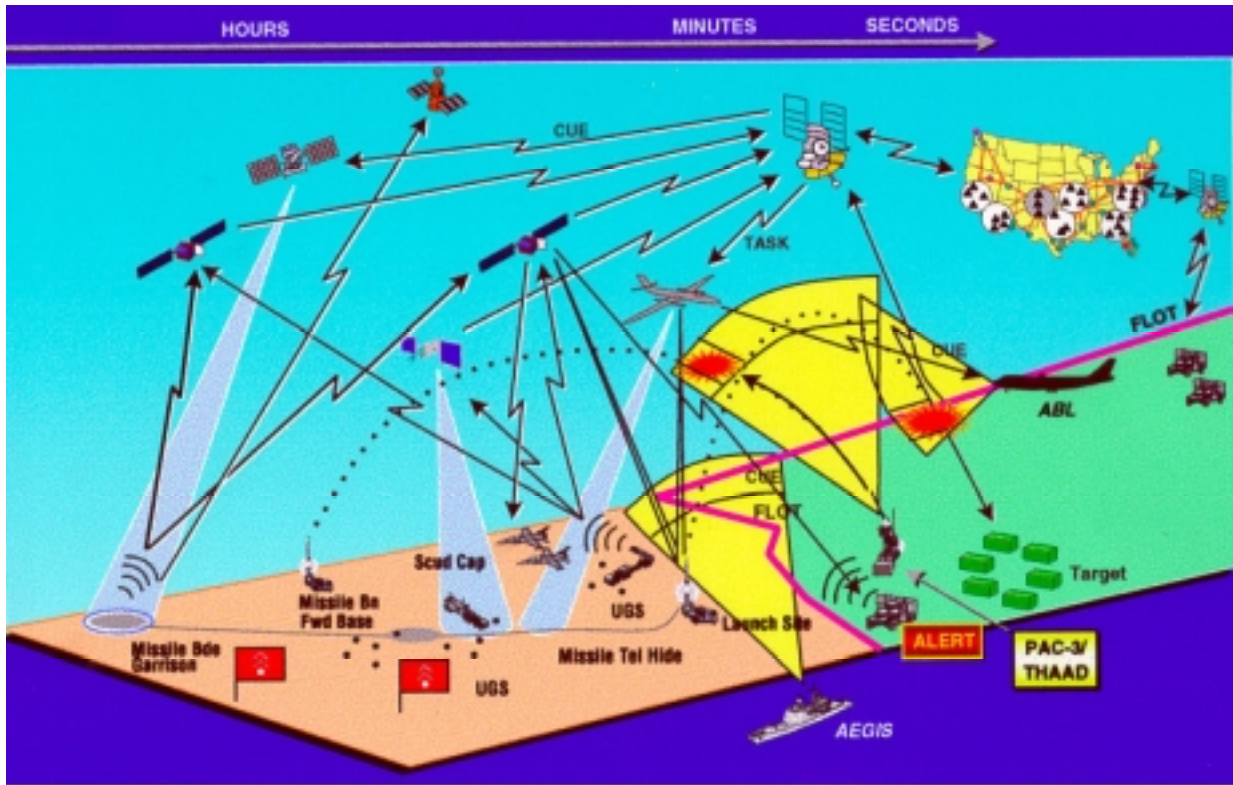 HOURS
MINUTES
SECONDS
CUE
TASK
FLOT
CUE
ABL
CUE
FLOT
Scud Cap
Target
Missile Bn
Fwd Base
UGS
Launch Site
ALERT
Missile Bde
Garrison
Missile Tel Hide
PAC-3/
THAAD
UGS
AEGIS